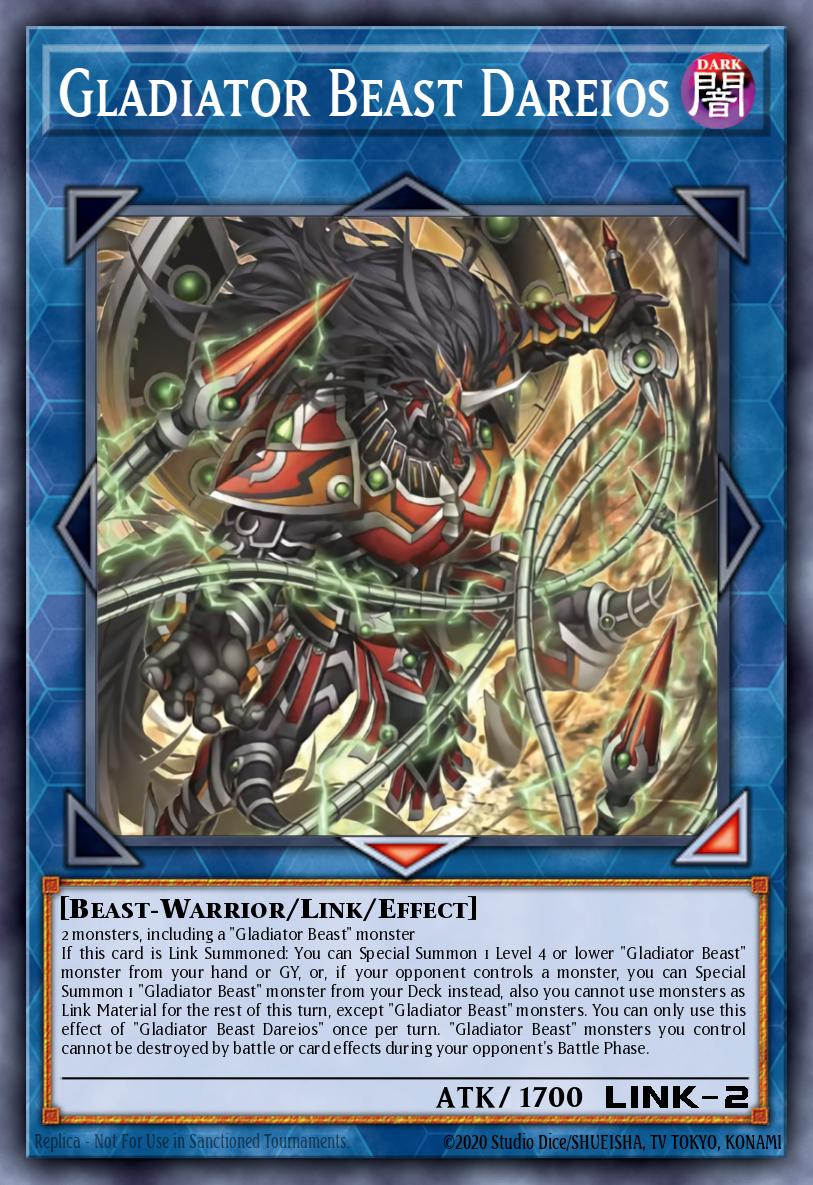 Gladiator Beast Dareios
DARK
闇
[Beast-Warrior/Link/Effect]
2 monsters, including a "Gladiator Beast" monster
If this card is Link Summoned: You can Special Summon 1 Level 4 or lower "Gladiator Beast"
monster from your hand or GY, or, if your opponent controls a monster, you can Special
Summon 1 "Gladiator Beast" monster from your Deck instead, also you cannot use monsters as
Link Material for the rest of this turn, except "Gladiator Beast" monsters. You can only use this
effect of "Gladiator Beast Dareios" once per turn. "Gladiator Beast" monsters you control
cannot be destroyed by battle or card effects during your opponent's Battle Phase.
ATK/ 1700 LINK-2
Replica - Not For Use in Sanctioned Tournaments. ©2020 Studio Dice/SHUEISHA, TV TOKYO, KONAMI